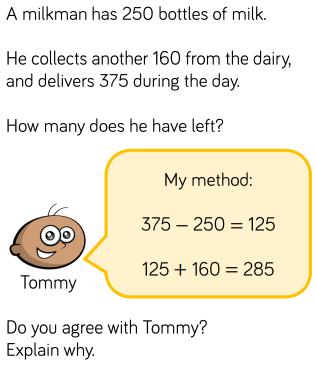 A milkman has 250 bottles of milk.
He collects another 160 from the dairy,
and delivers 375 during the day.
How many does he have left?
My method:
375 – 250 = 125
125 + 160 = 285
Tommy
Do you agree with Tommy?
Explain why.